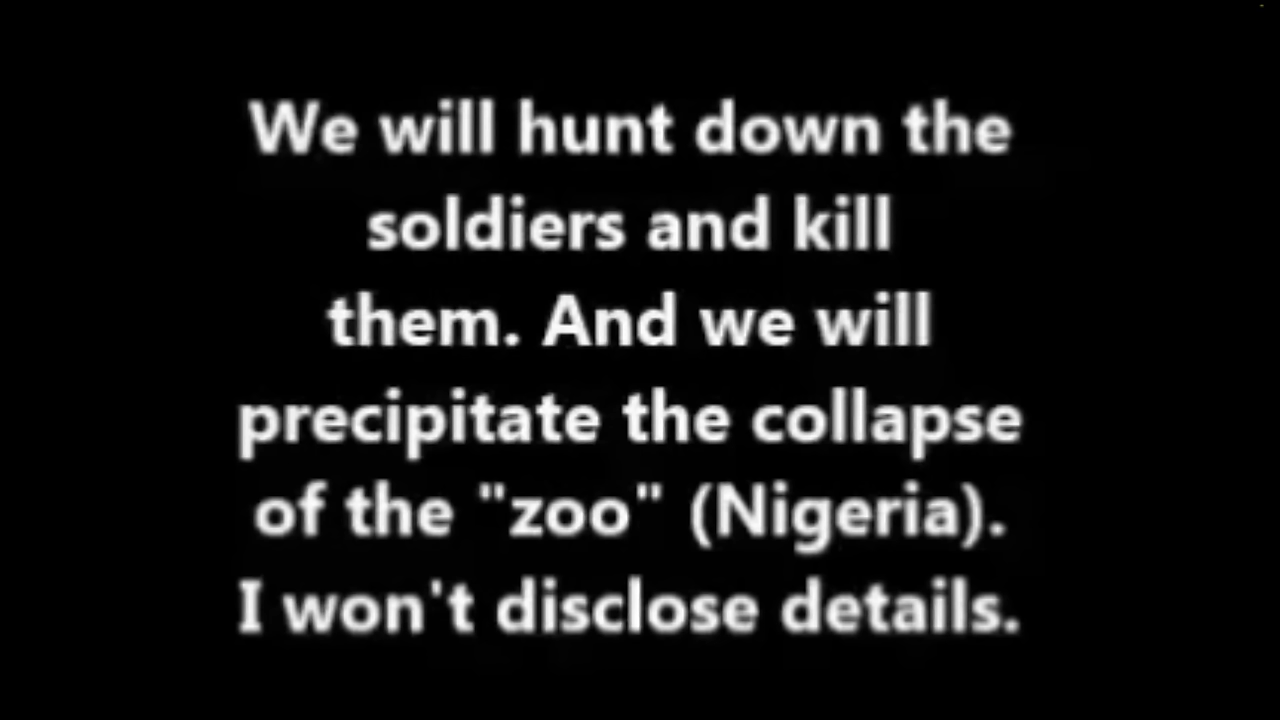 We will hunt down the
soldiers and kill
them. And we will
precipitate the collapse
of the "zoo" (Nigeria).
I won't disclose details.